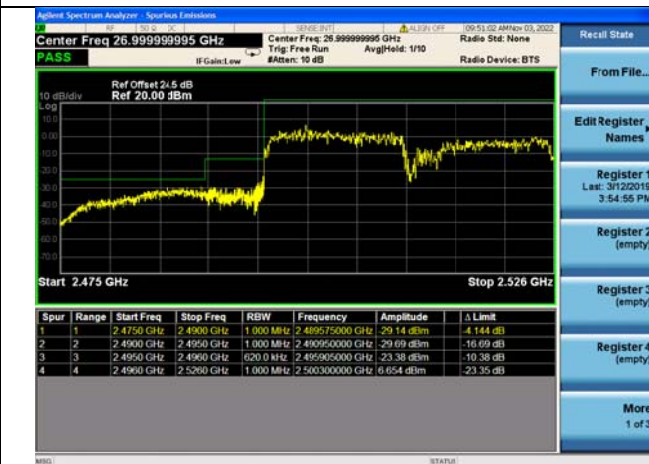 Agilent Spectrum Analyzer - Spurious Emissions
RF 50 Ω DC SENSE:INT ALIGN OFF 09:51:02 AM Nov 03, 2022
Center Freq 26.999999995 GHz
Center Freq: 26.999999995 GHz
Radio Std: None
Trig: Free Run Avg|Hold: 1/10
PASS
IFGain:Low
#Atten: 10 dB
Radio Device: BTS
Ref Offset 24.5 dB
10 dB/div Ref 20.00 dBm
Log
10.0
0.00
10.0
20.0
30.0
40.0
50.0
60.0
70.0
Start 2.475 GHz Stop 2.526 GHz
Spur Range Start Freq Stop Freq RBW Frequency Amplitude Δ Limit
1 1 2.4750 GHz 2.4900 GHz 1.000 MHz 2.489575000 GHz -29.14 dBm -4.144 dB
2 2 2.4900 GHz 2.4950 GHz 1.000 MHz 2.490950000 GHz -29.69 dBm -16.69 dB
3 3 2.4950 GHz 2.4960 GHz 620.0 kHz 2.495905000 GHz -23.38 dBm -10.38 dB
4 4 2.4960 GHz 2.5260 GHz 1.000 MHz 2.500300000 GHz 6.654 dBm -23.35 dB
MSG STATUS
Recall State
From File...
Edit Register
Names
Register 1
Last: 3/12/2019
3:54:55 PM
Register 2
(empty)
Register 3
(empty)
Register 4
(empty)
More
1 of 3